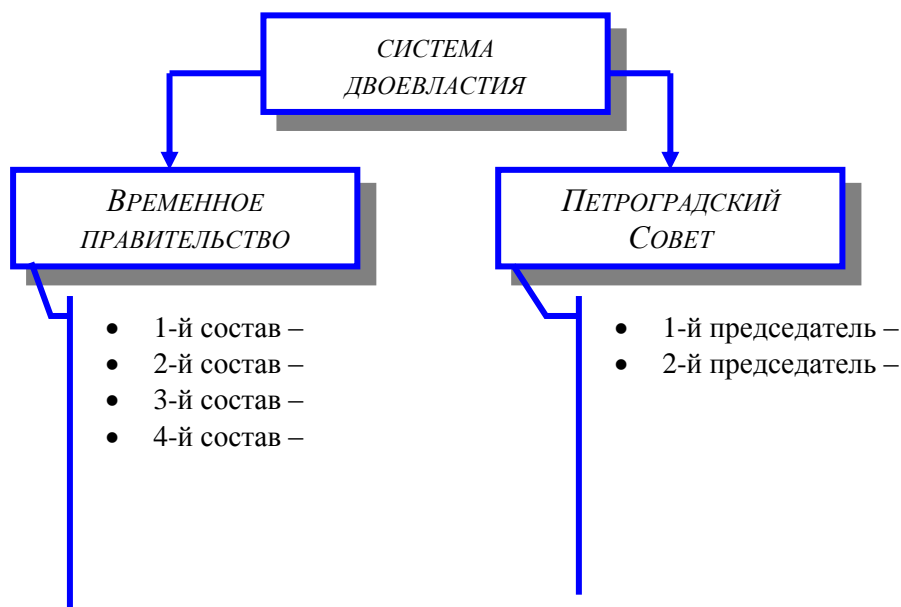 СИСТЕМА
ДВОЕВЛАСТИЯ
ВРЕМЕННОЕ
ПРАВИТЕЛЬСТВО
• 1-й состав –
• 2-й состав –
• 3-й состав –
• 4-й состав –
ПЕТРОГРАДСКИЙ
СОВЕТ
• 1-й председатель –
• 2-й председатель –